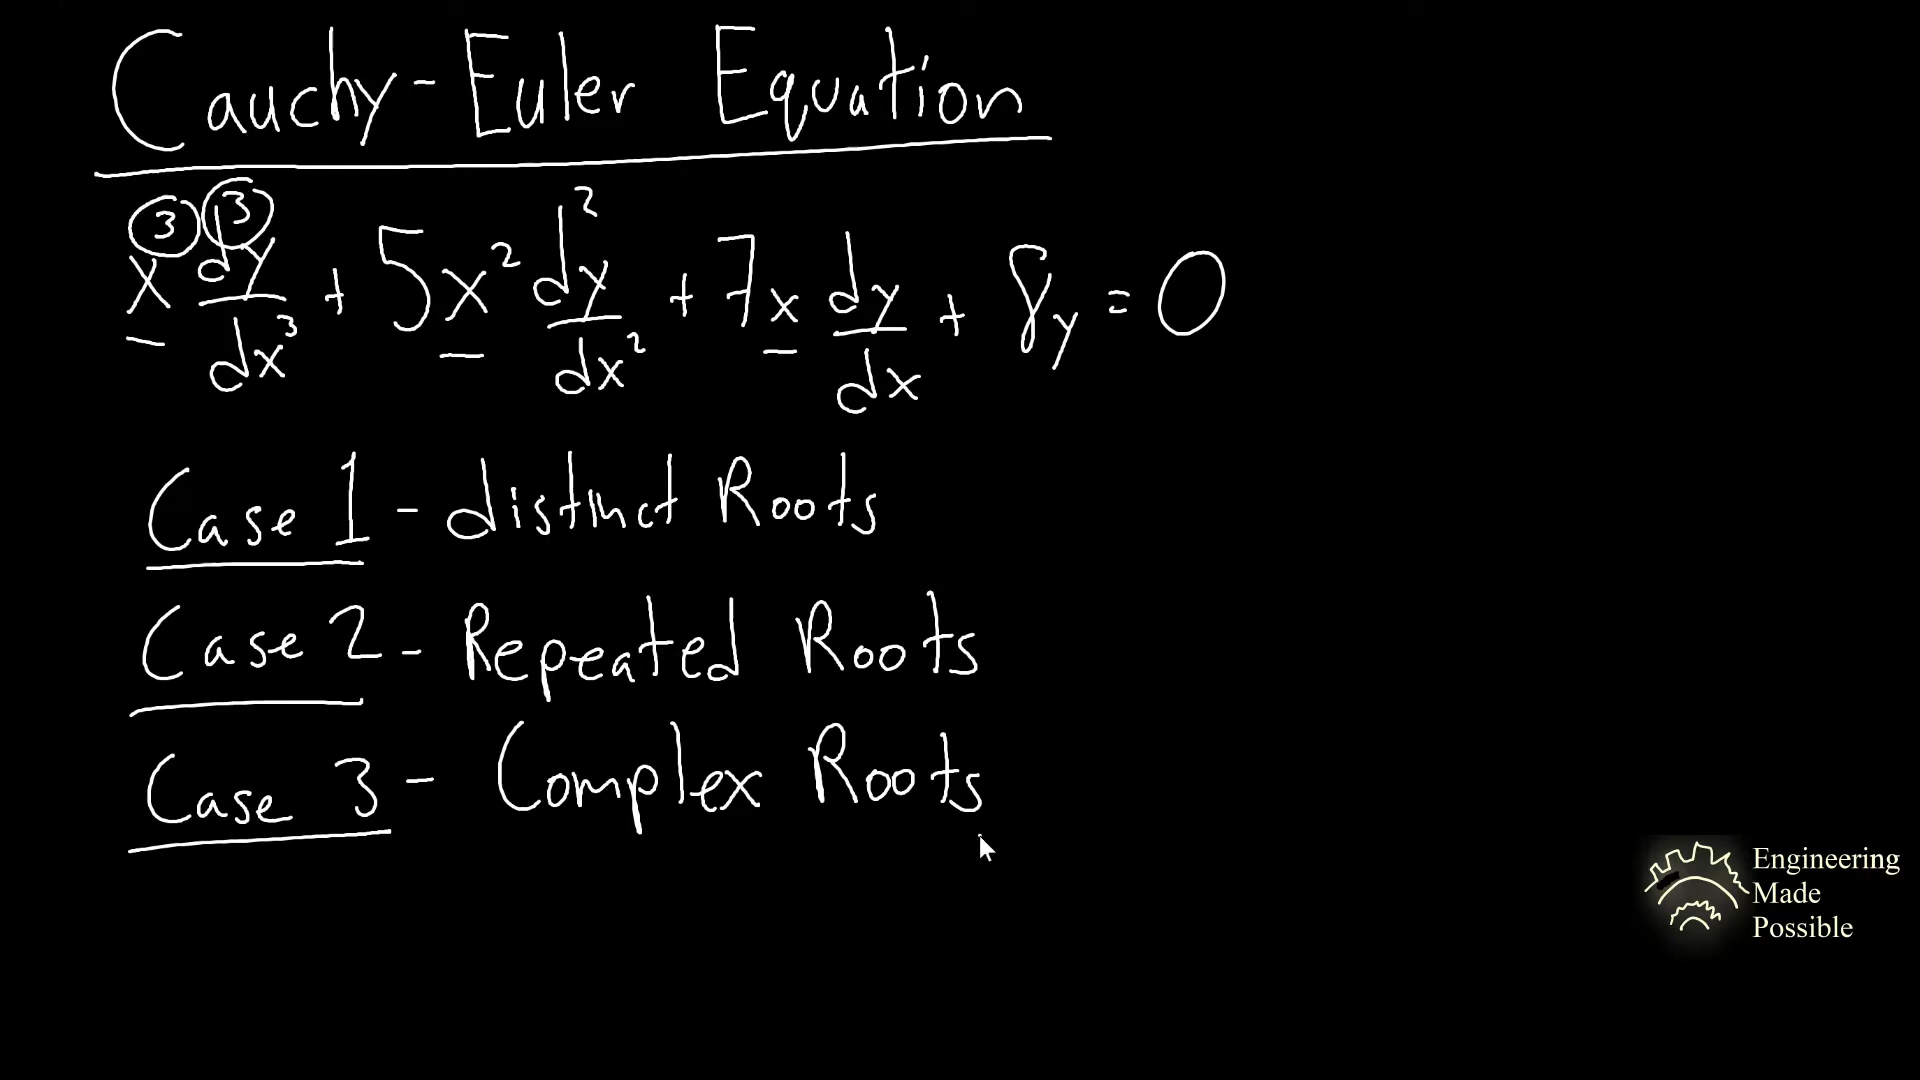 Cauchy-Euler Equation
x³ d³y/dx³ + 5x² d²y/dx² + 7x dy/dx + 8y = 0
Case 1 - distinct Roots
Case 2 - Repeated Roots
Case 3 - Complex Roots
Engineering
Made
Possible